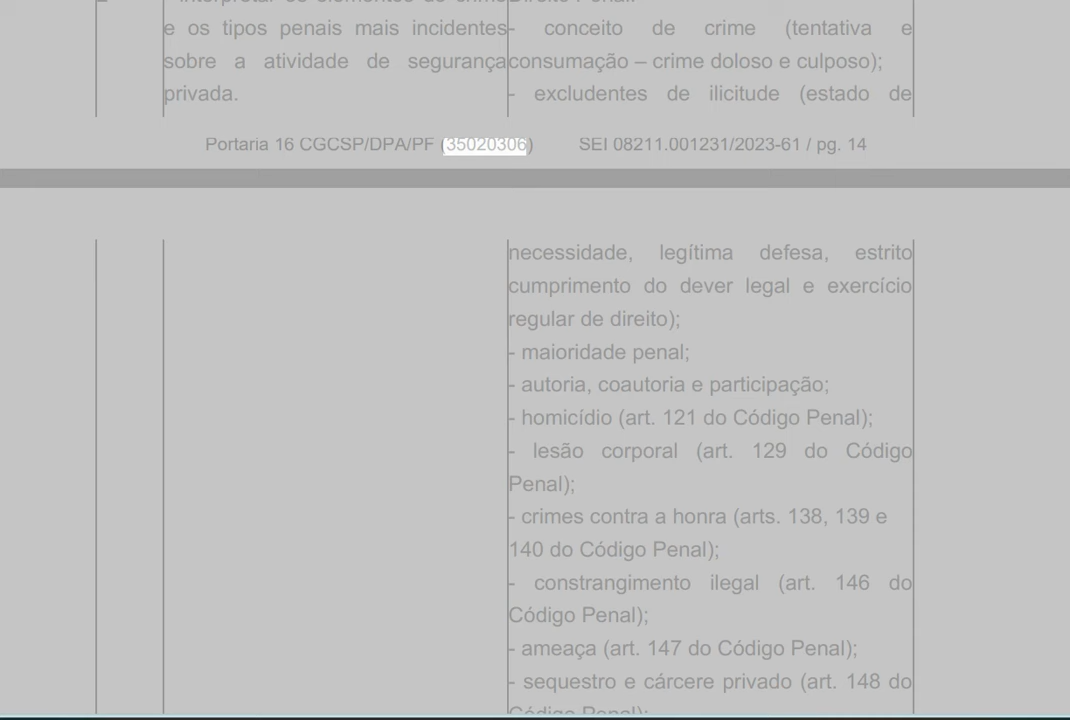 e os tipos penais mais incidentes
sobre a atividade de segurança
privada.
- conceito de crime (tentativa e
consumação – crime doloso e culposo);
- excludentes de ilicitude (estado de
Portaria 16 CGCSP/DPA/PF (35020306) SEI 08211.001231/2023-61 / pg. 14
necessidade, legítima defesa, estrito
cumprimento do dever legal e exercício
regular de direito);
- maioridade penal;
- autoria, coautoria e participação;
- homicídio (art. 121 do Código Penal);
- lesão corporal (art. 129 do Código
Penal);
- crimes contra a honra (arts. 138, 139 e
140 do Código Penal);
- constrangimento ilegal (art. 146 do
Código Penal);
- ameaça (art. 147 do Código Penal);
- sequestro e cárcere privado (art. 148 do
Código Penal);